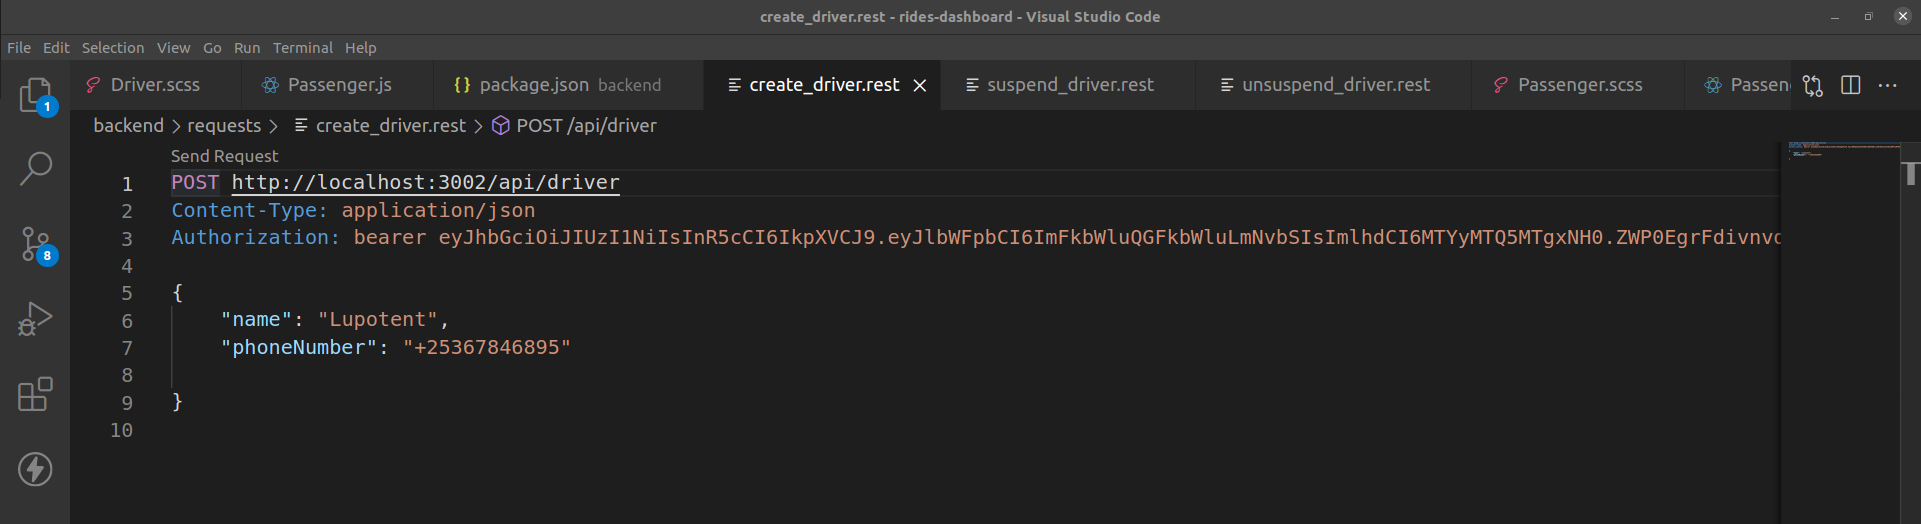 create_driver.rest - rides-dashboard - Visual Studio Code
File Edit Selection View Go Run Terminal Help
Driver.scss Passenger.js {} package.json backend create_driver.rest suspend_driver.rest unsuspend_driver.rest Passenger.scss Passen
1
backend > requests > create_driver.rest > POST /api/driver
Send Request
1 POST http://localhost:3002/api/driver
2 Content-Type: application/json
3 Authorization: bearer eyJhbGciOiJIUzI1NiIsInR5cCI6IkpXVCJ9.eyJlbWFpbCI6ImFkbWluQGFkbWluLmNvbSIsImlhdCI6MTYyMTQ5MTgxNH0.ZWP0EgrFdivnvc
8
4
5 {
6 "name": "Lupotent",
7 "phoneNumber": "+25367846895"
8
9 }
10